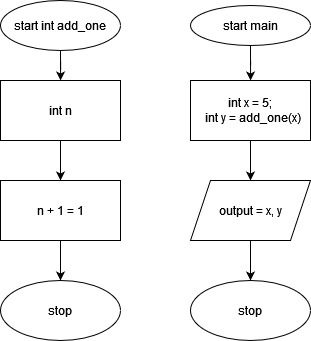 start int add_one
int n
n + 1 = 1
stop
start main
int x = 5;
int y = add_one(x)
output = x, y
stop